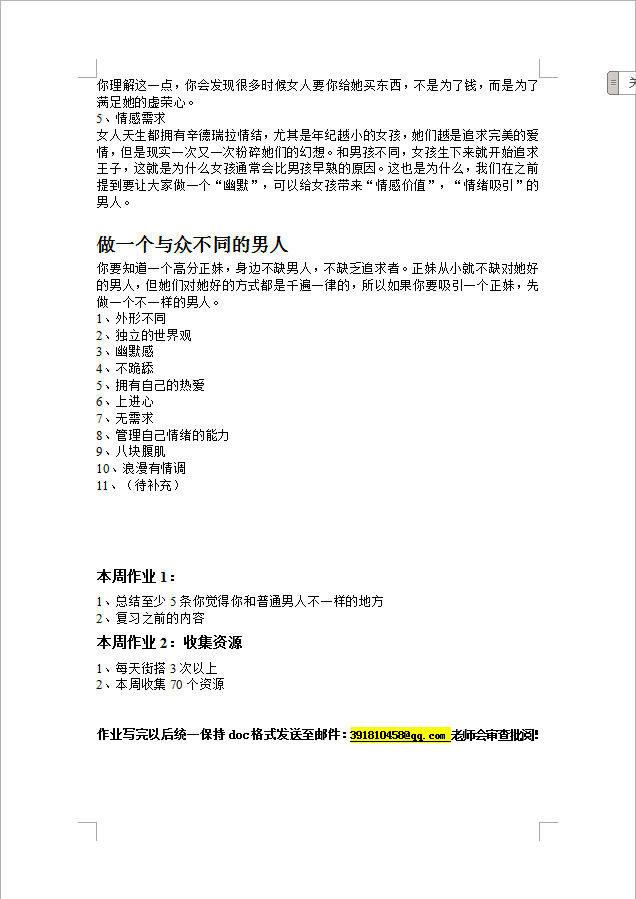 你理解这一点，你会发现很多时候女人要你给她买东西，不是为了钱，而是为了
满足她的虚荣心。
5、情感需求
女人天生都拥有辛德瑞拉情结，尤其是年纪越小的女孩，她们越是追求完美的爱
情，但是现实一次又一次粉碎她们的幻想。和男孩不同，女孩生下来就开始追求
王子，这就是为什么女孩通常会比男孩早熟的原因。这也是为什么，我们在之前
提到要让大家做一个“幽默”，可以给女孩带来“情感价值”，“情绪吸引”的
男人。
做一个与众不同的男人
你要知道一个高分正妹，身边不缺男人，不缺乏追求者。正妹从小就不缺对她好
的男人，但她们对她好的方式都是千遍一律的，所以如果你要吸引一个正妹，先
做一个不一样的男人。
1、外形不同
2、独立的世界观
3、幽默感
4、不跪舔
5、拥有自己的热爱
6、上进心
7、无需求
8、管理自己情绪的能力
9、八块腹肌
10、浪漫有情调
11、（待补充）
本周作业 1：
1、总结至少 5 条你觉得你和普通男人不一样的地方
2、复习之前的内容
本周作业 2：收集资源
1、每天街搭 3 次以上
2、本周收集 70 个资源
作业写完以后统一保持 doc 格式发送至邮件：391810458@qq.com 老师会审查批阅！